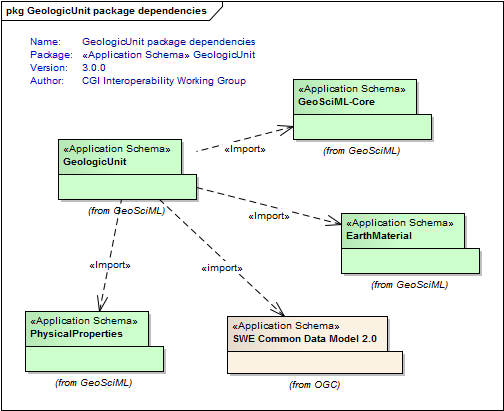 pkg GeologicUnit package dependencies
Name: GeologicUnit package dependencies
Package: «Application Schema» GeologicUnit
Version: 3.0.0
Author: CGI Interoperability Working Group
«Application Schema»
GeoSciML-Core
(from GeoSciML)
«Import»
«Application Schema»
GeologicUnit
(from GeoSciML)
«Import»
«Application Schema»
EarthMaterial
(from GeoSciML)
«Import»
«import»
«Application Schema»
PhysicalProperties
(from GeoSciML)
«Application Schema»
SWE Common Data Model 2.0
(from OGC)